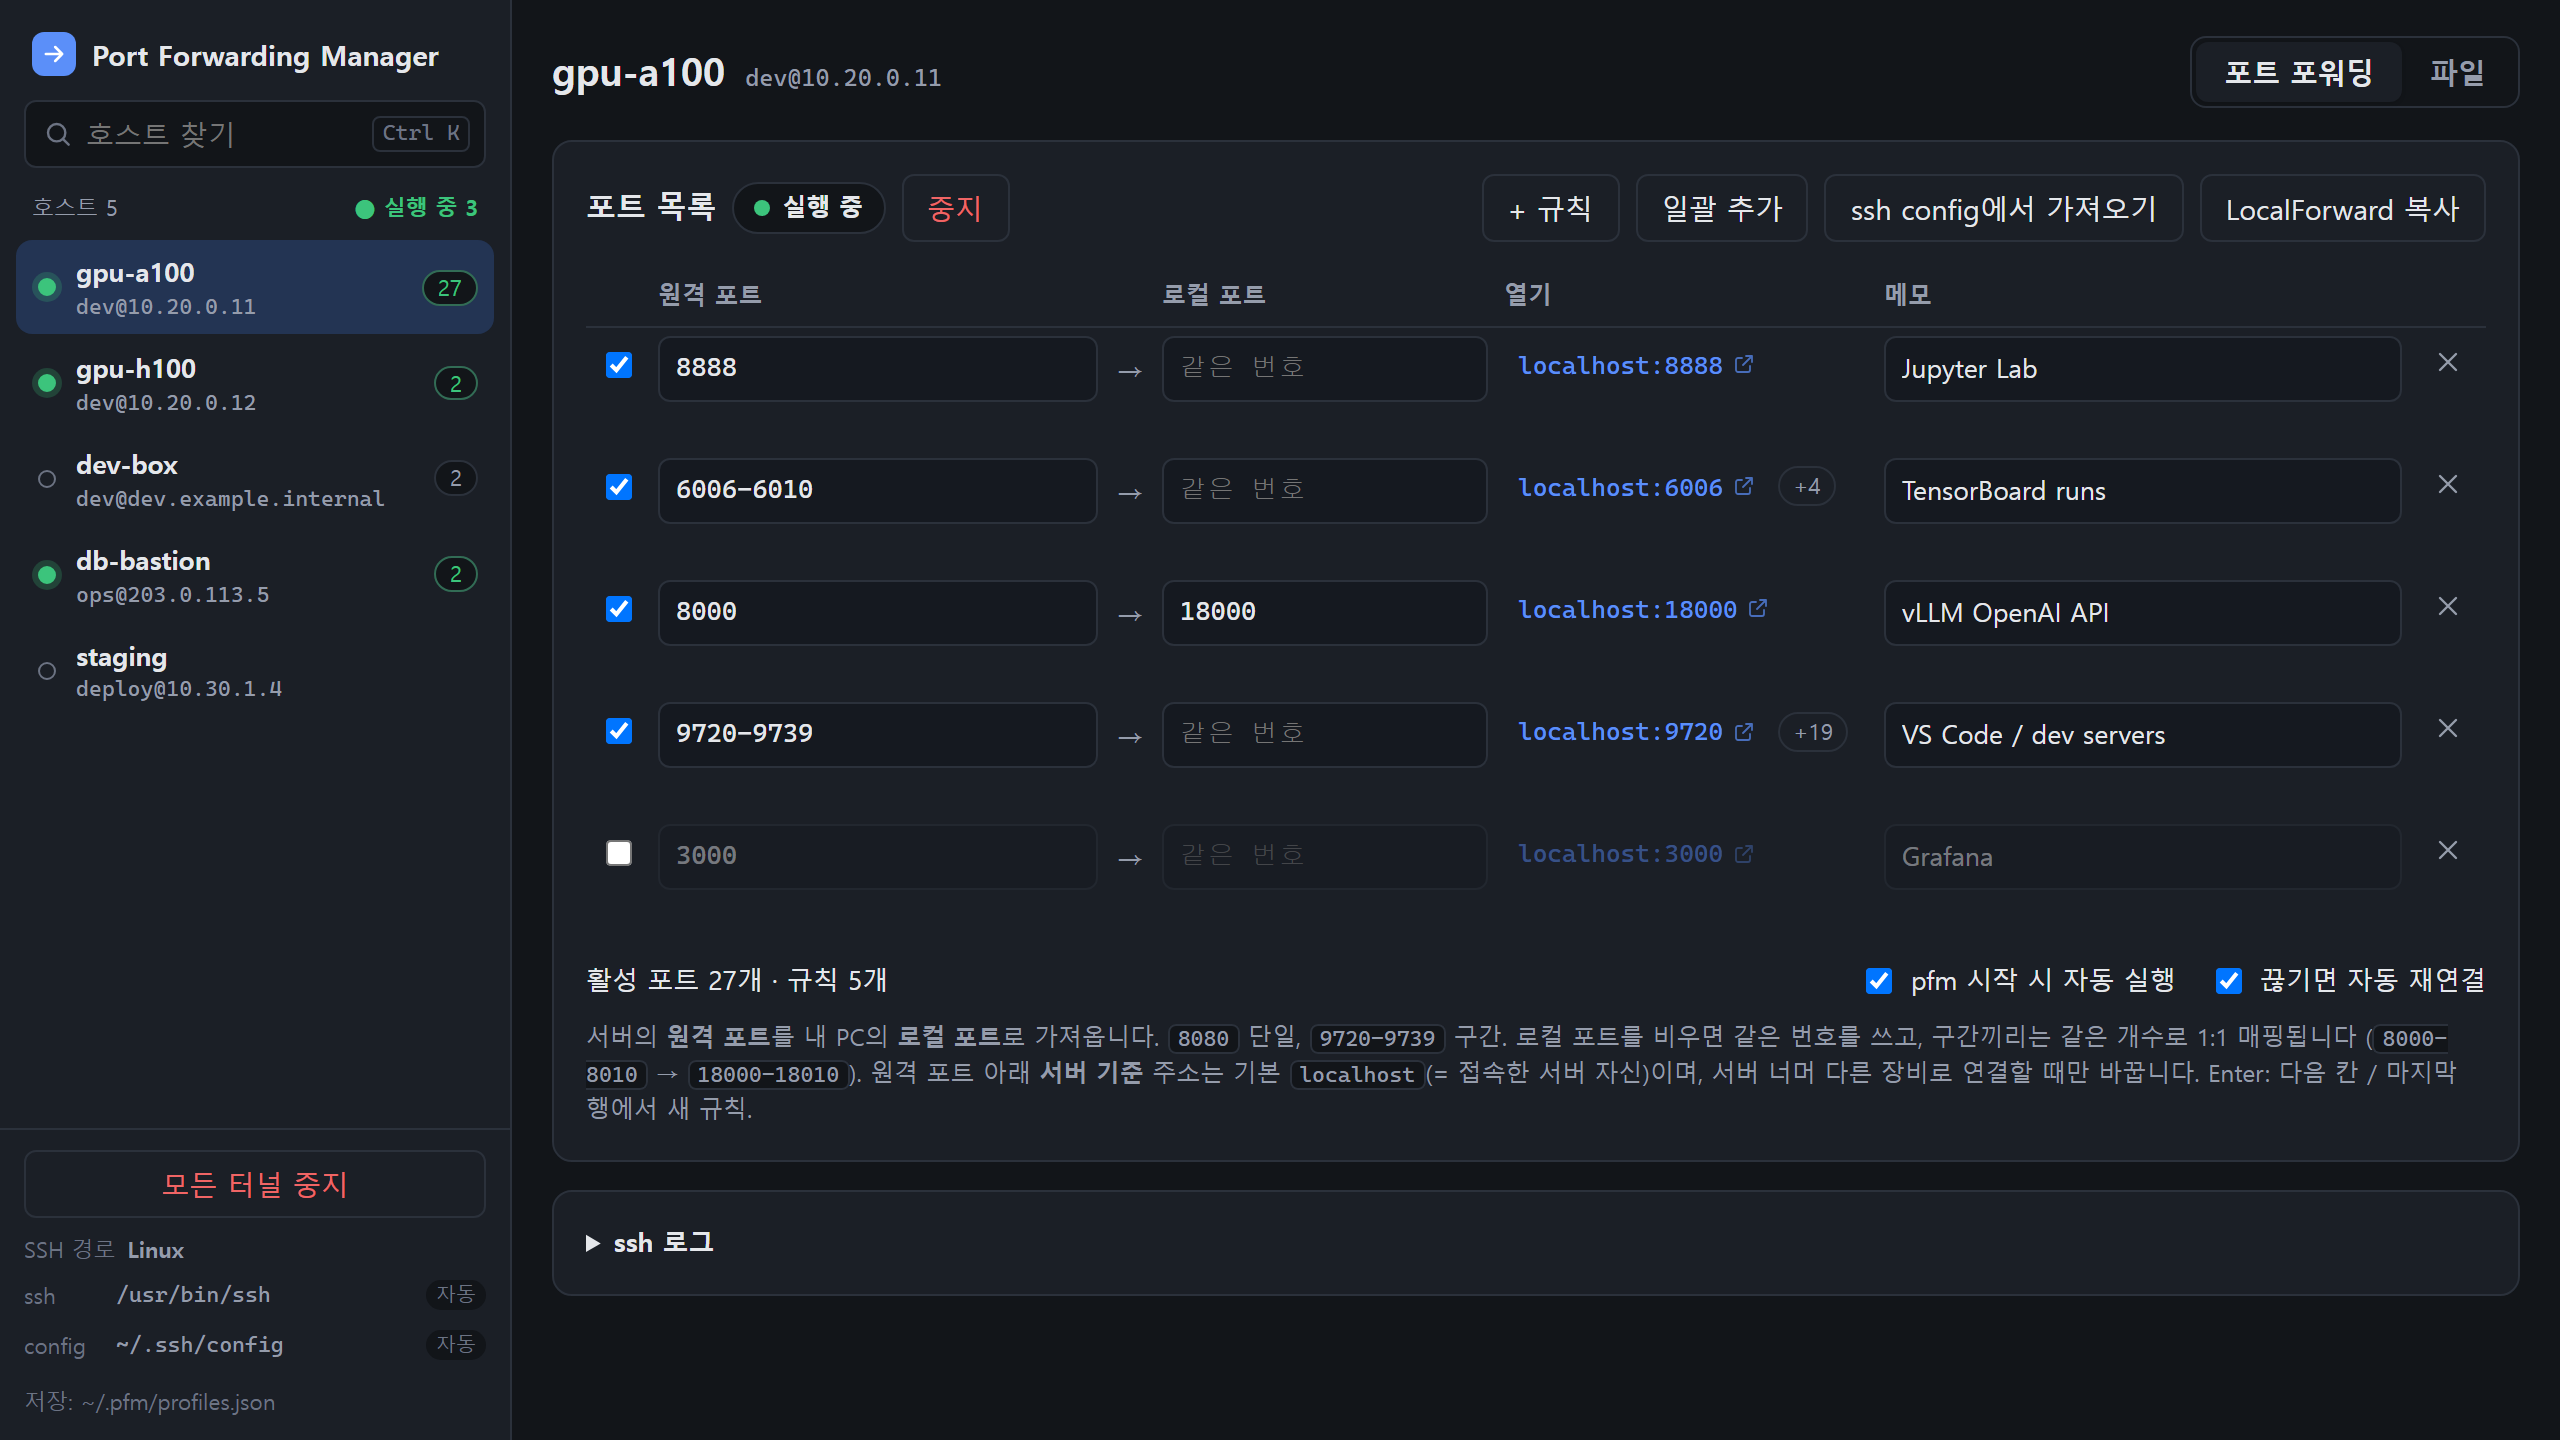 Port Forwarding Manager
호스트 찾기 Ctrl K
호스트 5 실행 중 3
gpu-a100 27
dev@10.20.0.11
gpu-h100 2
dev@10.20.0.12
dev-box 2
dev@dev.example.internal
db-bastion 2
ops@203.0.113.5
staging
deploy@10.30.1.4
모든 터널 중지
SSH 경로 Linux
ssh /usr/bin/ssh 자동
config ~/.ssh/config 자동
저장: ~/.pfm/profiles.json
gpu-a100 dev@10.20.0.11 포트 포워딩 파일
포트 목록 실행 중 중지 + 규칙 일괄 추가 ssh config에서 가져오기 LocalForward 복사
원격 포트 로컬 포트 열기 메모
8888 → 같은 번호 localhost:8888 Jupyter Lab
6006-6010 → 같은 번호 localhost:6006 +4 TensorBoard runs
8000 → 18000 localhost:18000 vLLM OpenAI API
9720-9739 → 같은 번호 localhost:9720 +19 VS Code / dev servers
3000 → 같은 번호 localhost:3000 Grafana
활성 포트 27개 · 규칙 5개 pfm 시작 시 자동 실행 끊기면 자동 재연결
서버의 원격 포트를 내 PC의 로컬 포트로 가져옵니다. 8080 단일, 9720-9739 구간. 로컬 포트를 비우면 같은 번호를 쓰고, 구간끼리는 같은 개수로 1:1 매핑됩니다 (8000-
8010 → 18000-18010). 원격 포트 아래 서버 기준 주소는 기본 localhost(= 접속한 서버 자신)이며, 서버 너머 다른 장비로 연결할 때만 바꿉니다. Enter: 다음 칸 / 마지막
행에서 새 규칙.
ssh 로그